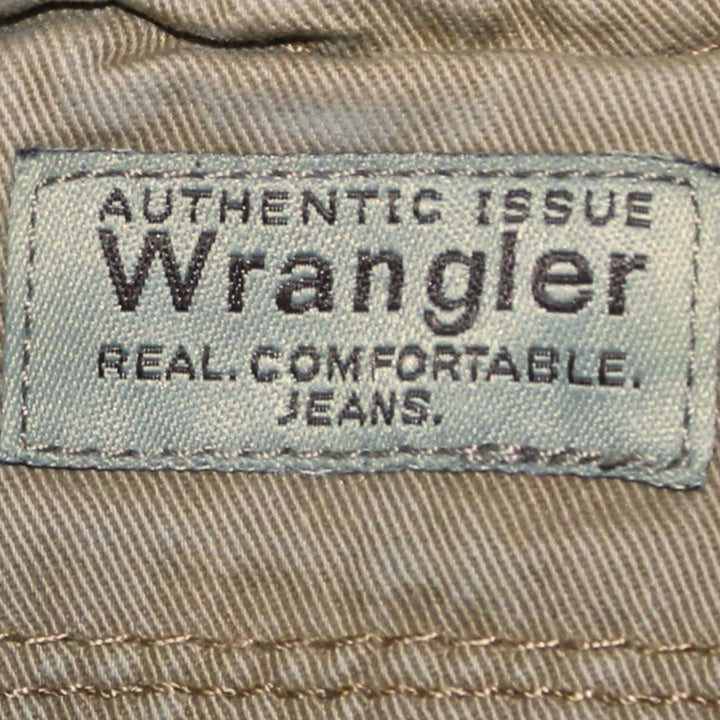 AUTHENTIC ISSUE
Wrangler
REAL. COMFORTABLE.
JEANS.